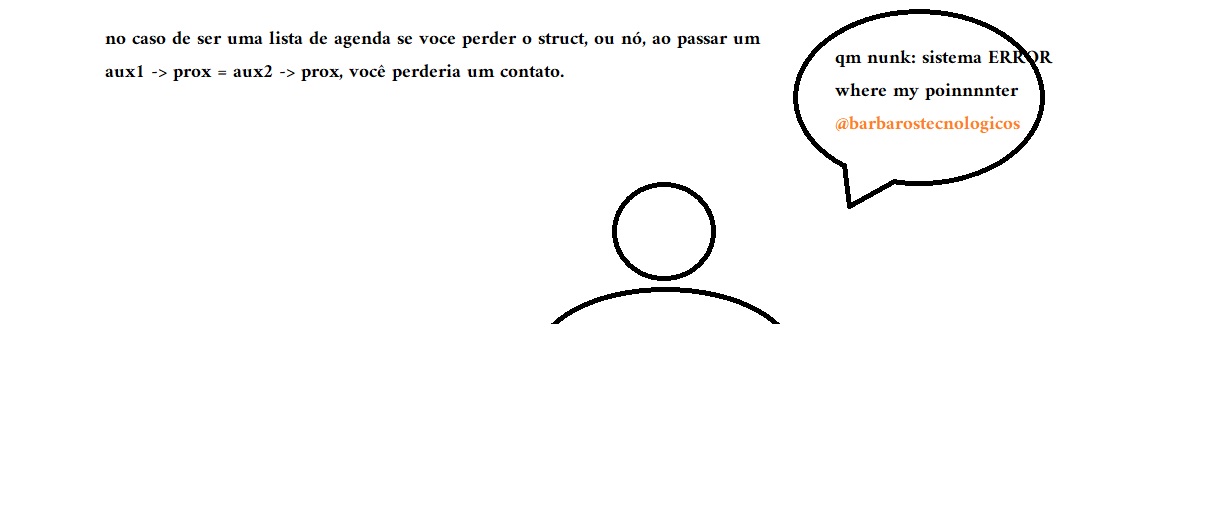 no caso de ser uma lista de agenda se voce perder o struct, ou nó, ao passar um
aux1 -> prox = aux2 -> prox, você perderia um contato.
qm nunk: sistema ERROR
where my poinnnnter
@barbarostecnologicos